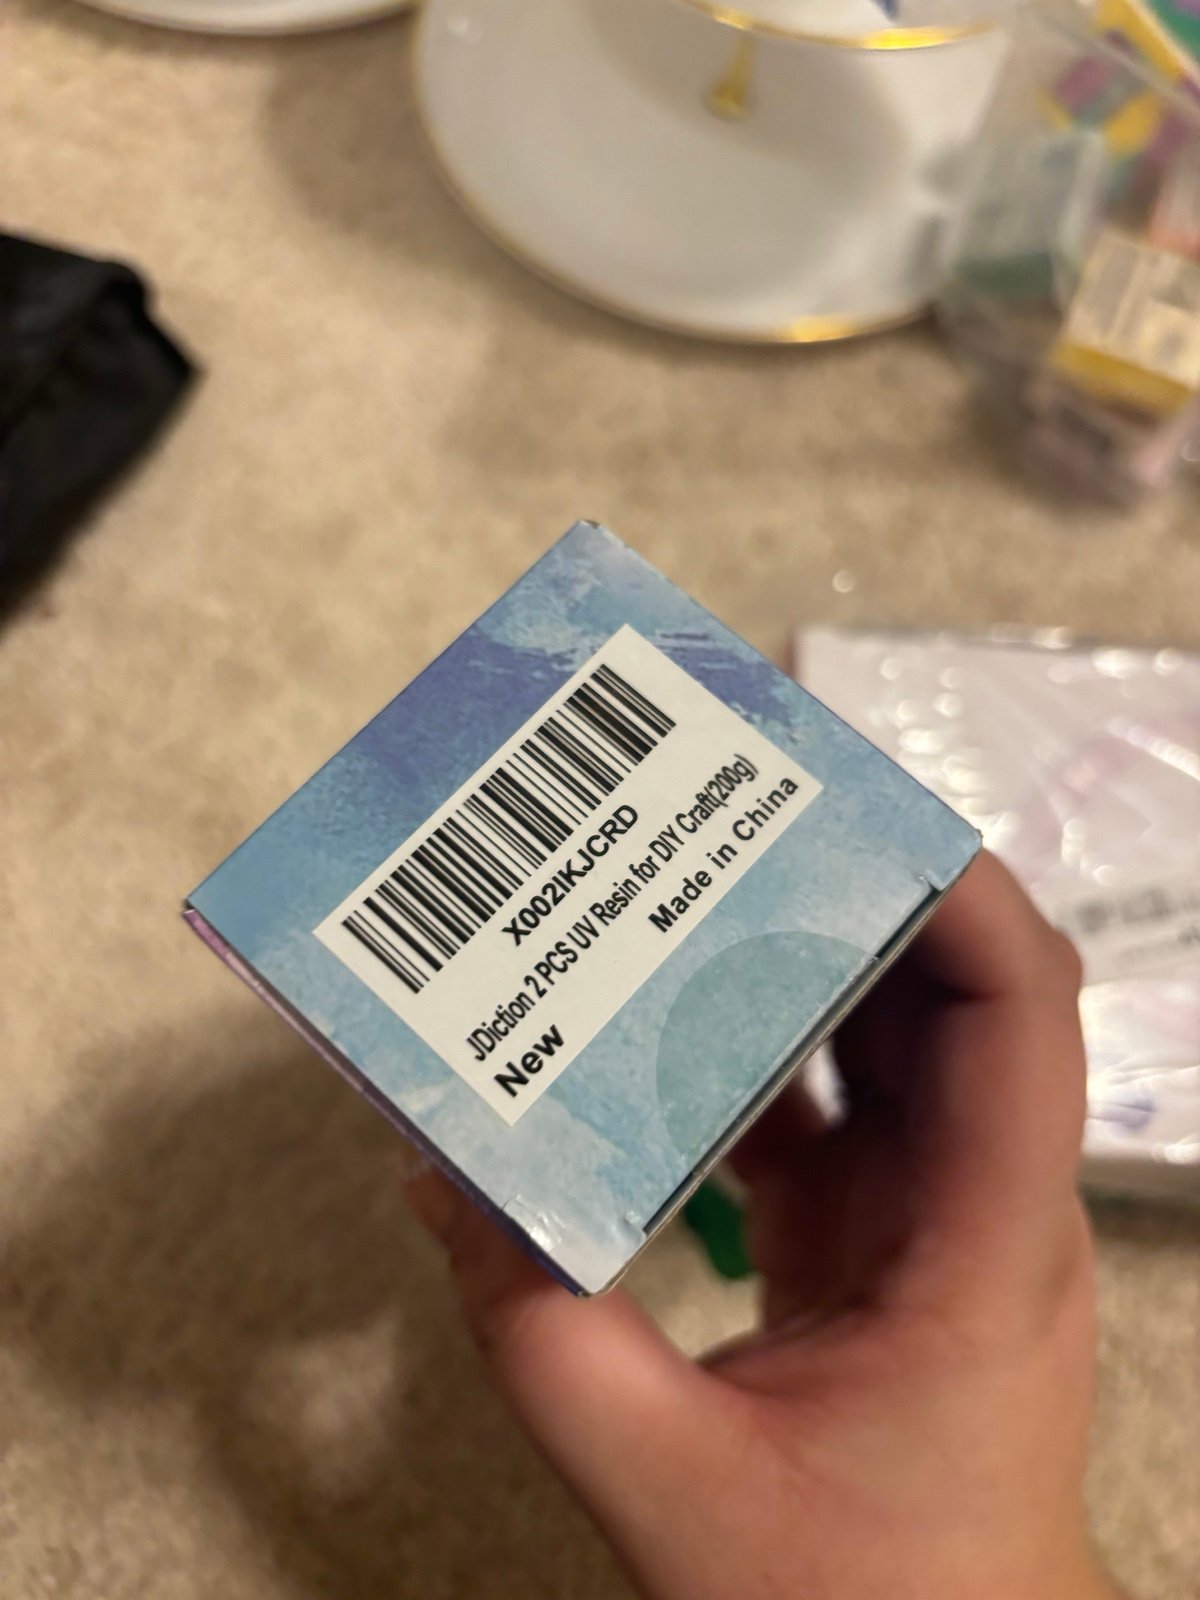 X002IKJCRD
JDiction 2 PCS UV Resin for DIY Craft(200g)
New
Made in China